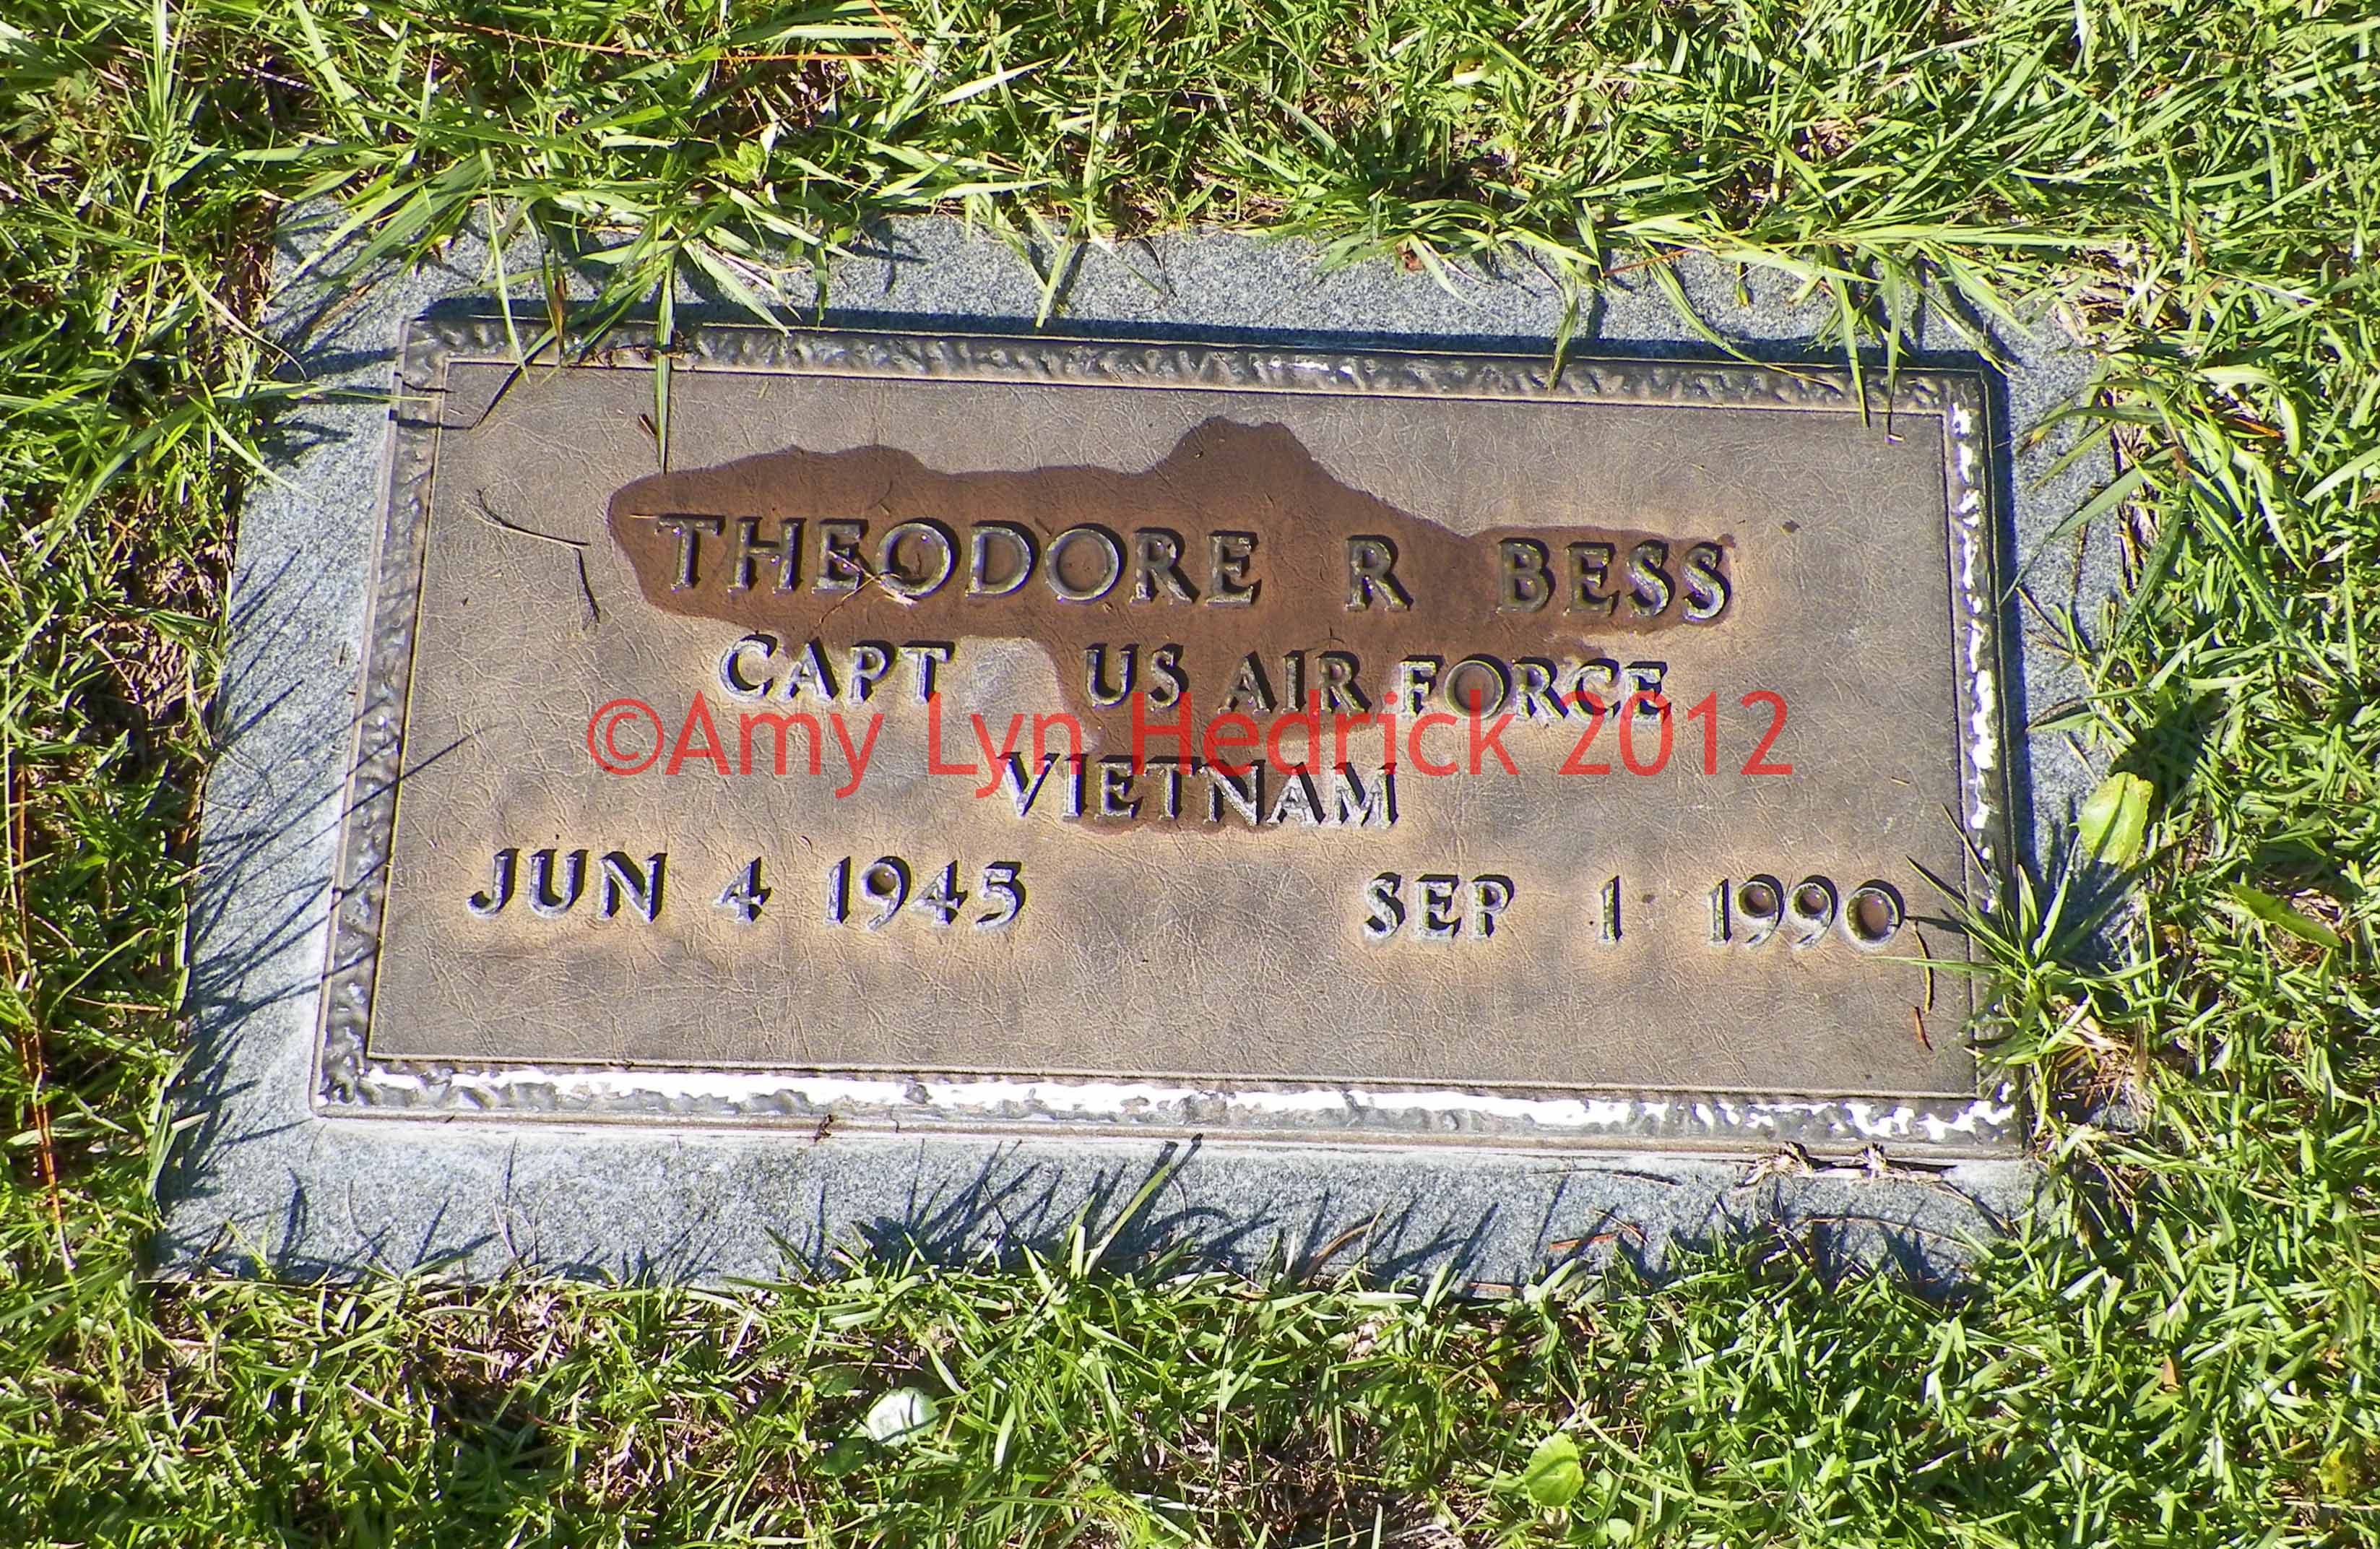 THEODORE R BESS
CAPT US AIR FORCE
©Amy Lyn Hedrick 2012
VIETNAM
JUN 4 1945 SEP 1 1990